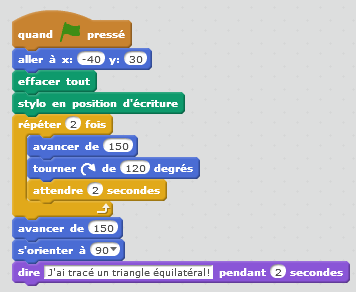 quand pressé
aller à x: -40 y: 30
effacer tout
stylo en position d'écriture
répéter 2 fois
avancer de 150
tourner de 120 degrés
attendre 2 secondes
avancer de 150
s'orienter à 90
dire J'ai tracé un triangle équilatéral! pendant 2 secondes